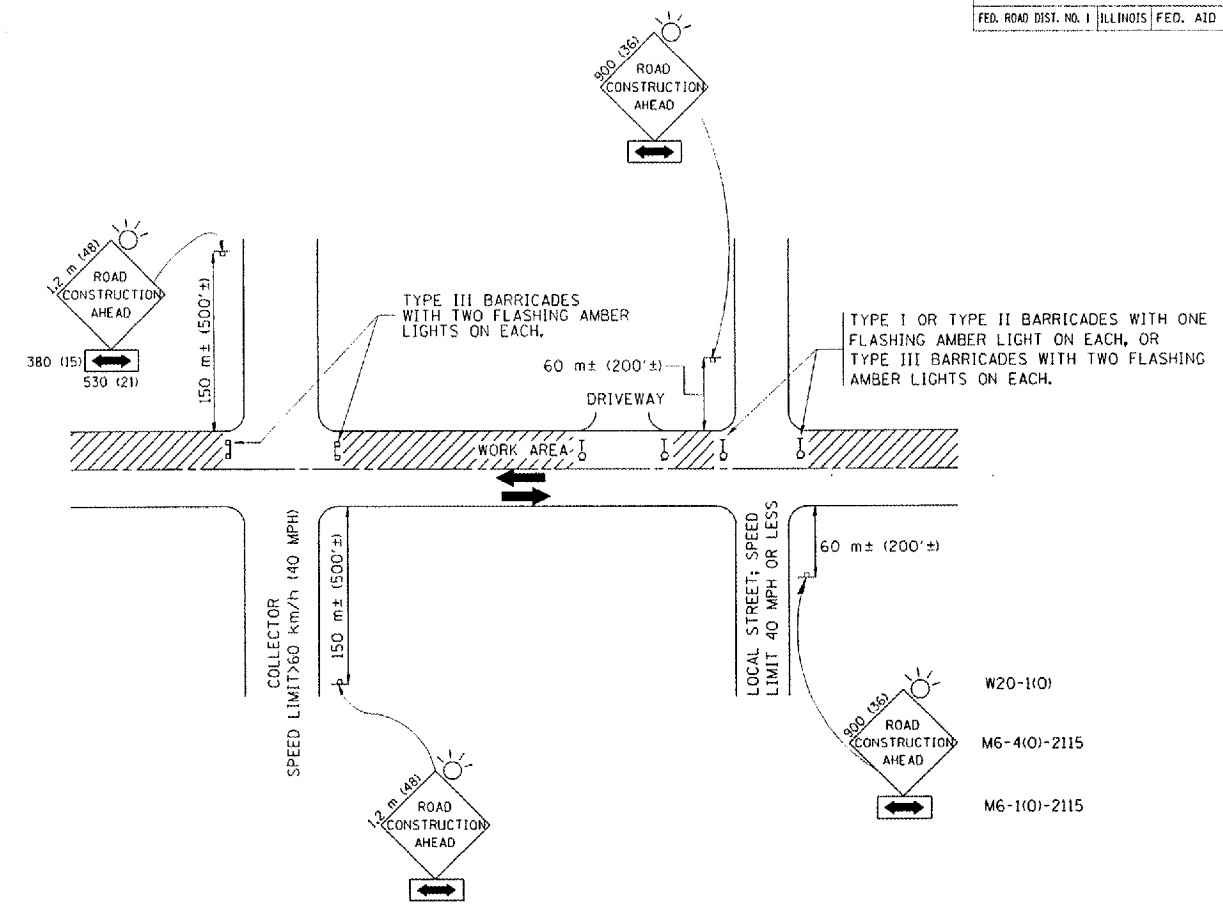 FED. ROAD DIST. NO. 1 ILLINOIS FED. AID
900 (36)
ROAD
CONSTRUCTION
AHEAD
1.2 m (48)
ROAD
CONSTRUCTION
AHEAD
380 (15)
530 (21)
150 m± (500'±)
TYPE III BARRICADES
WITH TWO FLASHING AMBER
LIGHTS ON EACH.
60 m± (200'±)
DRIVEWAY
TYPE I OR TYPE II BARRICADES WITH ONE
FLASHING AMBER LIGHT ON EACH, OR
TYPE III BARRICADES WITH TWO FLASHING
AMBER LIGHTS ON EACH.
WORK AREA
COLLECTOR
SPEED LIMIT>60 km/h (40 MPH)
150 m± (500'±)
LOCAL STREET; SPEED
LIMIT 40 MPH OR LESS
60 m± (200'±)
1.2 m (48)
ROAD
CONSTRUCTION
AHEAD
900 (36)
ROAD
CONSTRUCTION
AHEAD
W20-1(O)
M6-4(O)-2115
M6-1(O)-2115